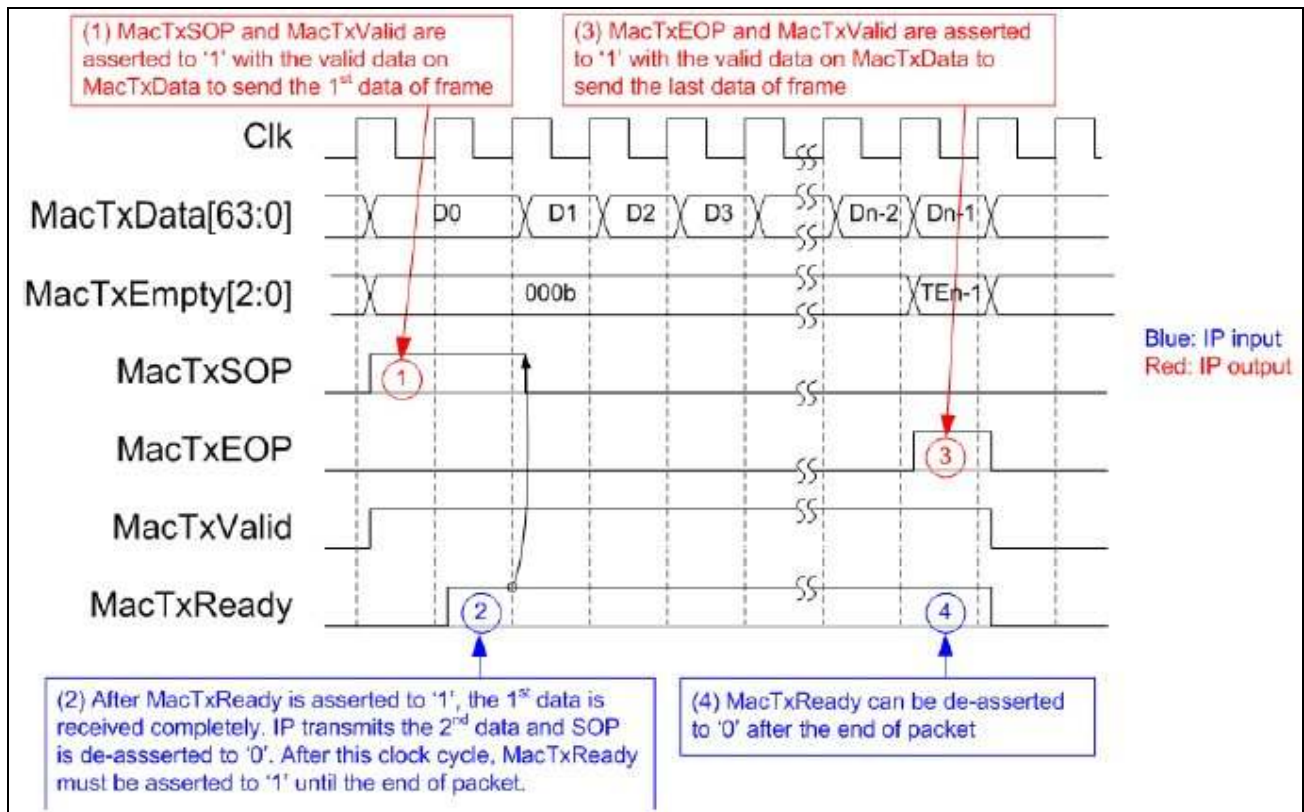 (1) MacTxSOP and MacTxValid are
asserted to ‘1’ with the valid data on
MacTxData to send the 1st data of frame
(3) MacTxEOP and MacTxValid are asserted
to ‘1’ with the valid data on MacTxData to
send the last data of frame
Clk
MacTxData[63:0]
D0 D1 D2 D3 Dn-2 Dn-1
MacTxEmpty[2:0]
000b TEn-1
Blue: IP input
Red: IP output
MacTxSOP
1
MacTxEOP
3
MacTxValid
MacTxReady
2 4
(2) After MacTxReady is asserted to ‘1’, the 1st data is
received completely. IP transmits the 2nd data and SOP
is de-assserted to ‘0’. After this clock cycle, MacTxReady
must be asserted to ‘1’ until the end of packet.
(4) MacTxReady can be de-asserted
to ‘0’ after the end of packet